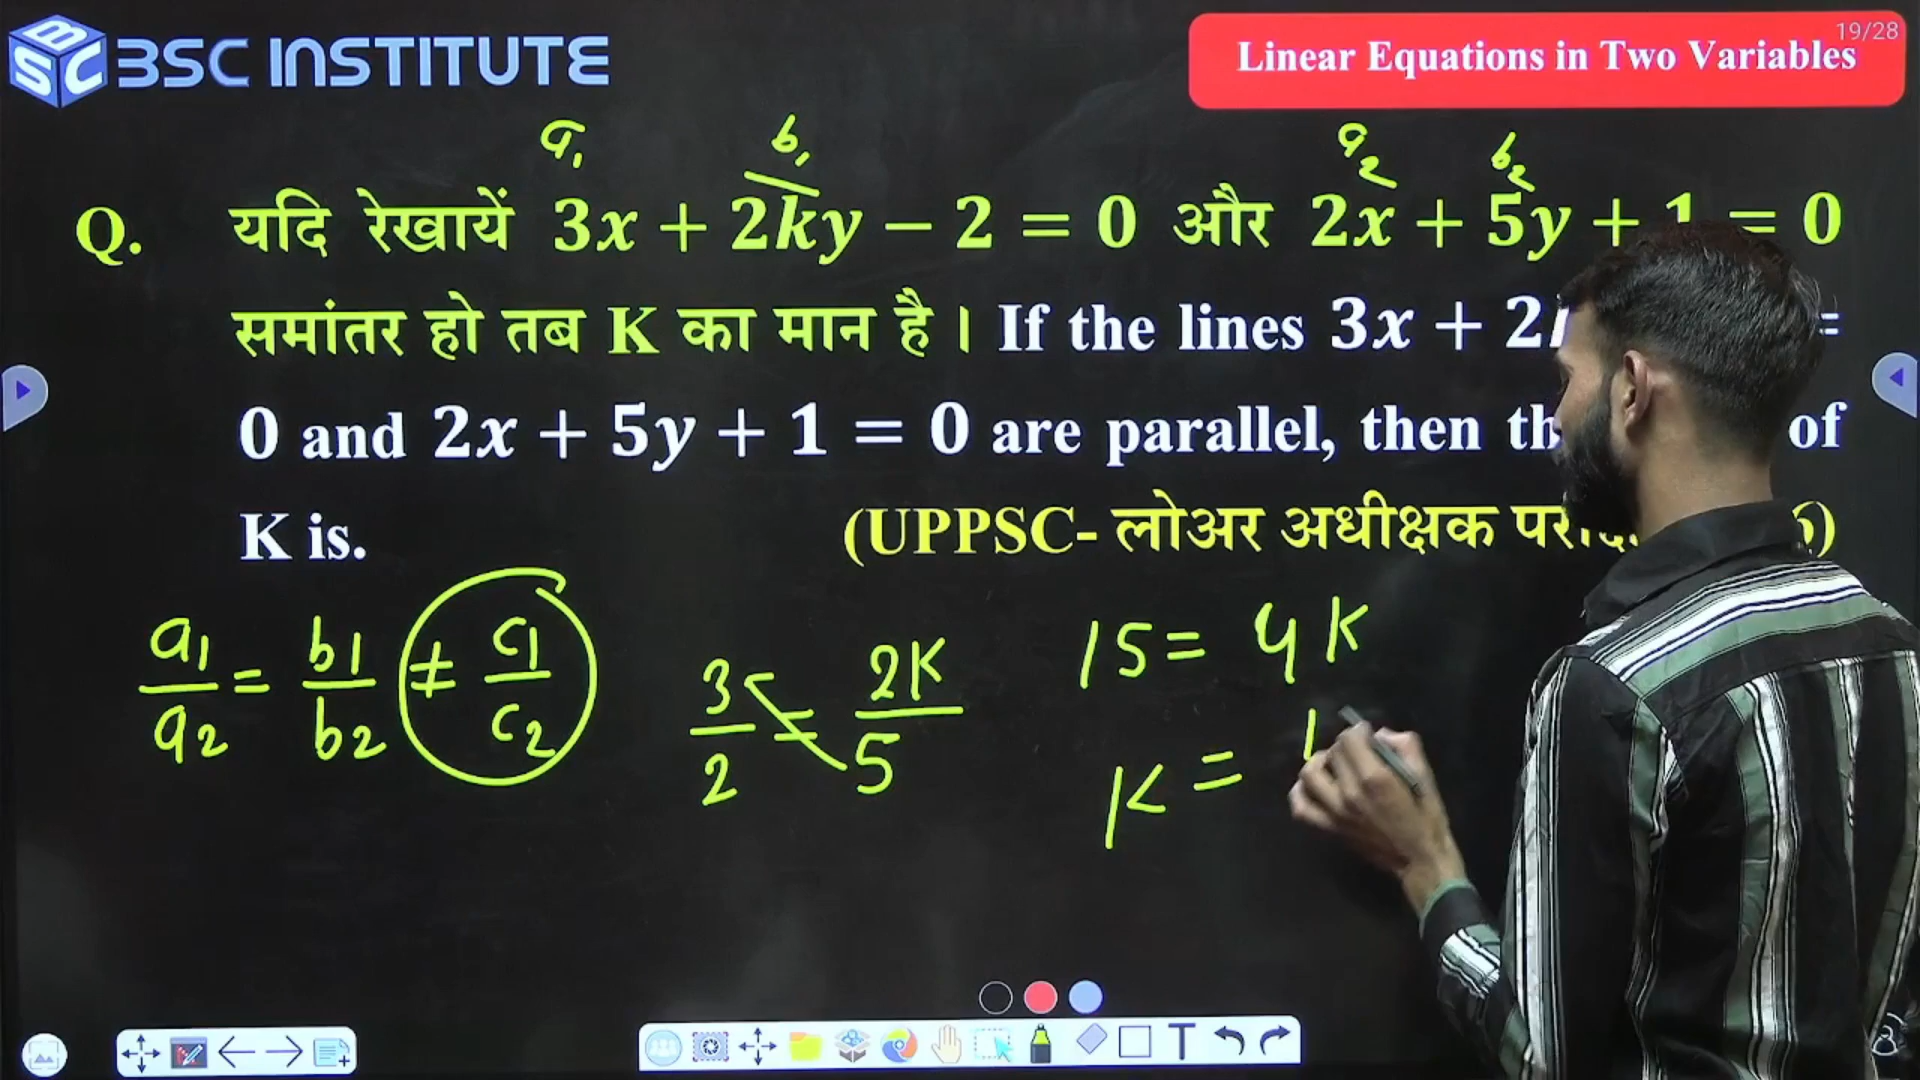 BSC
BSC INSTITUTE
19/28
Linear Equations in Two Variables
a₁ b₁ a₂ b₂
Q. यदि रेखायें 3x + 2ky − 2 = 0 और 2x + 5y + 1 = 0
समांतर हो तब K का मान है । If the lines 3x + 2 =
0 and 2x + 5y + 1 = 0 are parallel, then of
K is. (UPPSC- लोअर अधीक्षक
a1/a2 = b1/b2 ≠ c1/c2
3/2 = 2K/5
15 = 4K
K =
T